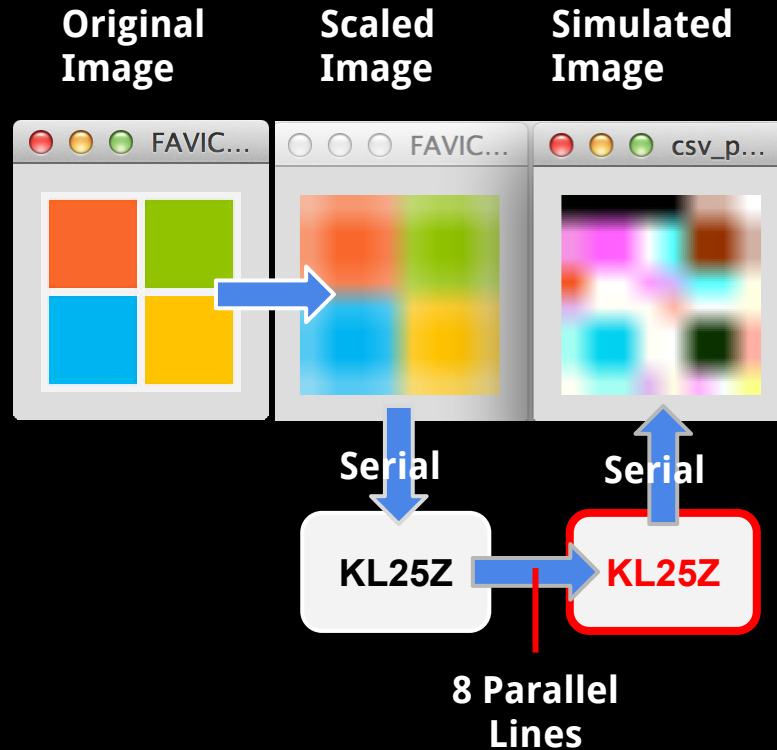 Original
Image
Scaled
Image
Simulated
Image
FAVIC...
FAVIC...
csv_p...
Serial
Serial
KL25Z
KL25Z
8 Parallel
Lines